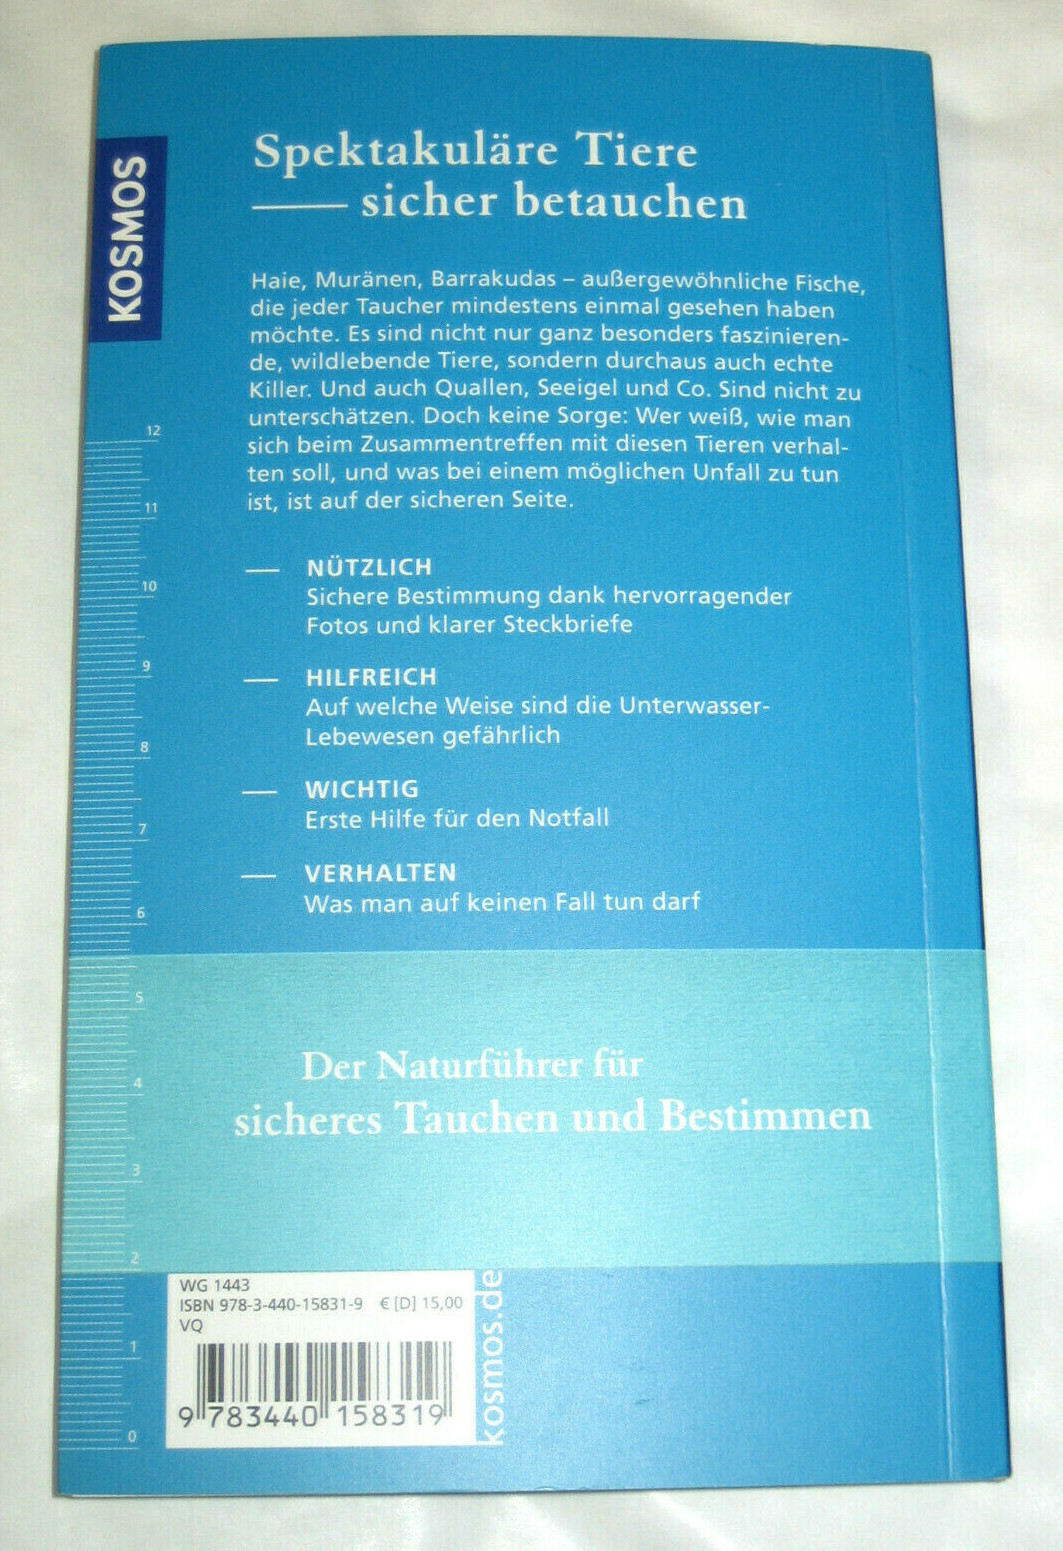 KOSMOS
Spektakuläre Tiere
— sicher betauchen
Haie, Muränen, Barrakudas – außergewöhnliche Fische,
die jeder Taucher mindestens einmal gesehen haben
möchte. Es sind nicht nur ganz besonders faszinieren-
de, wildlebende Tiere, sondern durchaus auch echte
Killer. Und auch Quallen, Seeigel und Co. Sind nicht zu
unterschätzen. Doch keine Sorge: Wer weiß, wie man
sich beim Zusammentreffen mit diesen Tieren verhal-
ten soll, und was bei einem möglichen Unfall zu tun
ist, ist auf der sicheren Seite.
— NÜTZLICH
Sichere Bestimmung dank hervorragender
Fotos und klarer Steckbriefe
— HILFREICH
Auf welche Weise sind die Unterwasser-
Lebewesen gefährlich
— WICHTIG
Erste Hilfe für den Notfall
— VERHALTEN
Was man auf keinen Fall tun darf
Der Naturführer für
sicheres Tauchen und Bestimmen
12
11
10
9
8
7
6
5
4
3
2
1
0
WG 1443
ISBN 978-3-440-15831-9 € [D] 15,00
VQ
9 783440 158319
kosmos.de